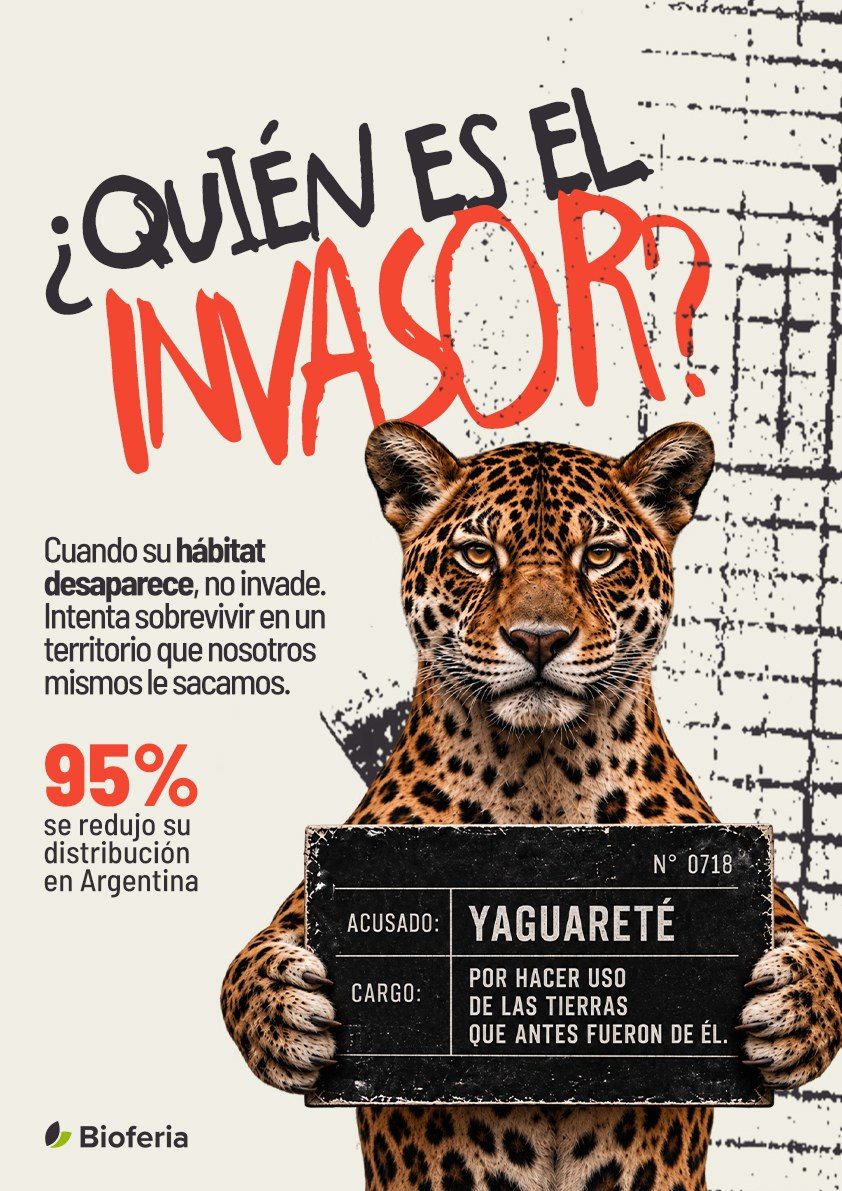 ¿QUIÉN ES EL
INVASOR?
Cuando su hábitat
desaparece, no invade.
Intenta sobrevivir en un
territorio que nosotros
mismos le sacamos.
95%
se redujo su
distribución
en Argentina
N° 0718
ACUSADO: YAGUARETÉ
CARGO: POR HACER USO
DE LAS TIERRAS
QUE ANTES FUERON DE ÉL.
Bioferia